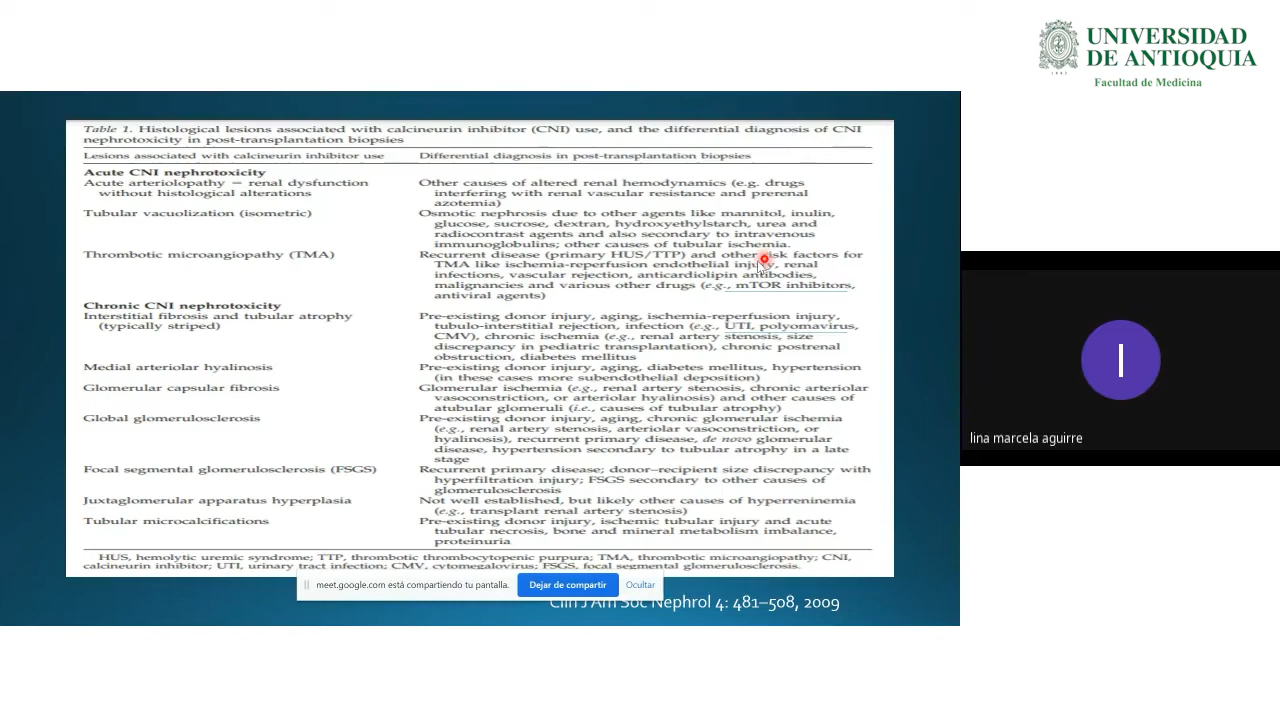 UNIVERSIDAD
DE ANTIOQUIA
1803
Facultad de Medicina
Table 1. Histological lesions associated with calcineurin inhibitor (CNI) use, and the differential diagnosis of CNI
nephrotoxicity in post-transplantation biopsies
Lesions associated with calcineurin inhibitor use Differential diagnosis in post-transplantation biopsies
Acute CNI nephrotoxicity
Acute arteriolopathy — renal dysfunction Other causes of altered renal hemodynamics (e.g. drugs
without histological alterations interfering with renal vascular resistance and prerenal
azotemia)
Tubular vacuolization (isometric) Osmotic nephrosis due to other agents like mannitol, inulin,
glucose, sucrose, dextran, hydroxyethylstarch, urea and
radiocontrast agents and also secondary to intravenous
immunoglobulins; other causes of tubular ischemia.
Thrombotic microangiopathy (TMA) Recurrent disease (primary HUS/TTP) and other risk factors for
TMA like ischemia-reperfusion endothelial injury, renal
infections, vascular rejection, anticardiolipin antibodies,
malignancies and various other drugs (e.g., mTOR inhibitors,
antiviral agents)
Chronic CNI nephrotoxicity
Interstitial fibrosis and tubular atrophy Pre-existing donor injury, aging, ischemia-reperfusion injury,
(typically striped) tubulo-interstitial rejection, infection (e.g., UTI, polyomavirus,
CMV), chronic ischemia (e.g., renal artery stenosis, size
discrepancy in pediatric transplantation), chronic postrenal
obstruction, diabetes mellitus
Medial arteriolar hyalinosis Pre-existing donor injury, aging, diabetes mellitus, hypertension
(in these cases more subendothelial deposition)
Glomerular capsular fibrosis Glomerular ischemia (e.g., renal artery stenosis, chronic arteriolar
vasoconstriction, or arteriolar hyalinosis) and other causes of
atubular glomeruli (i.e., causes of tubular atrophy)
Global glomerulosclerosis Pre-existing donor injury, aging, chronic glomerular ischemia
(e.g., renal artery stenosis, arteriolar vasoconstriction, or
hyalinosis), recurrent primary disease, de novo glomerular
disease, hypertension secondary to tubular atrophy in a late
stage
Focal segmental glomerulosclerosis (FSGS) Recurrent primary disease; donor–recipient size discrepancy with
hyperfiltration injury; FSGS secondary to other causes of
glomerulosclerosis
Juxtaglomerular apparatus hyperplasia Not well established, but likely other causes of hyperreninemia
(e.g., transplant renal artery stenosis)
Tubular microcalcifications Pre-existing donor injury, ischemic tubular injury and acute
tubular necrosis, bone and mineral metabolism imbalance,
proteinuria
HUS, hemolytic uremic syndrome; TTP, thrombotic thrombocytopenic purpura; TMA, thrombotic microangiopathy; CNI,
calcineurin inhibitor; UTI, urinary tract infection; CMV, cytomegalovirus; FSGS, focal segmental glomerulosclerosis.
meet.google.com está compartiendo tu pantalla. Dejar de compartir Ocultar
Clin J Am Soc Nephrol 4: 481–508, 2009
I
lina marcela aguirre